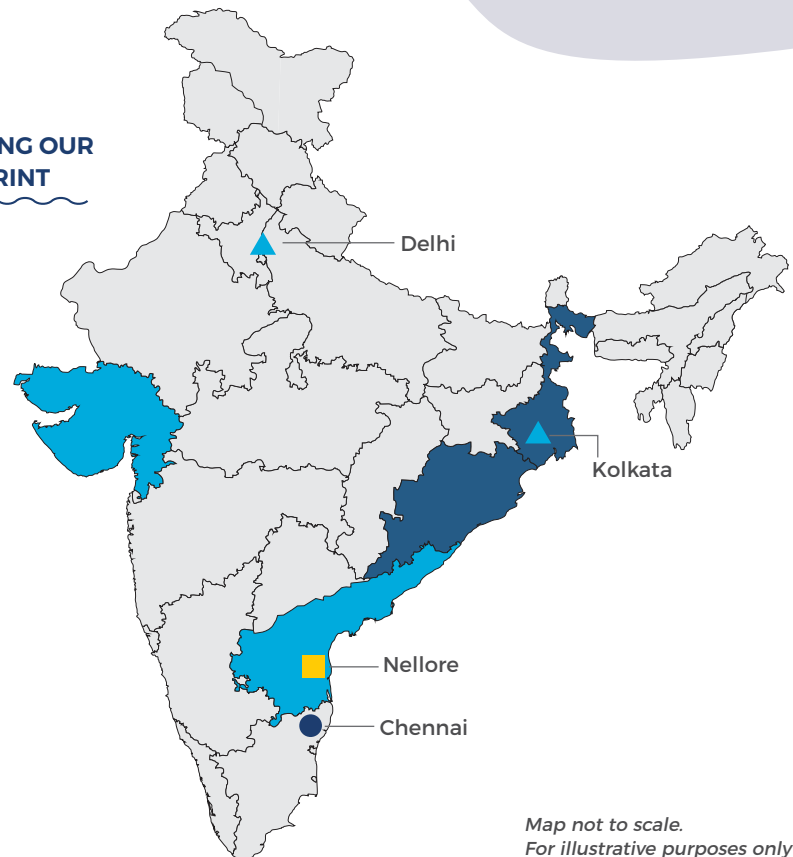 NG OUR
RINT
Delhi
Kolkata
Nellore
Chennai
Map not to scale.
For illustrative purposes only